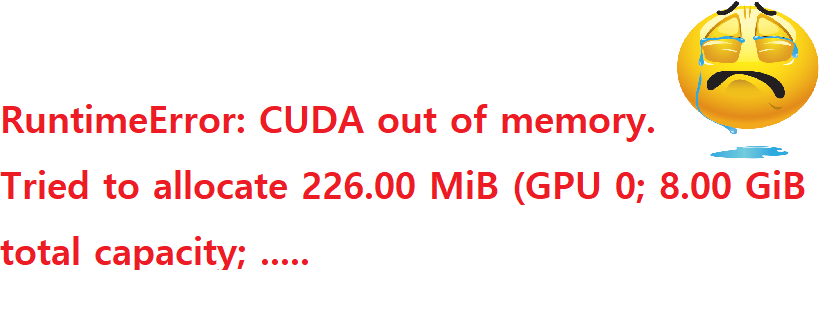 RuntimeError: CUDA out of memory.
Tried to allocate 226.00 MiB (GPU 0; 8.00 GiB
total capacity; .....